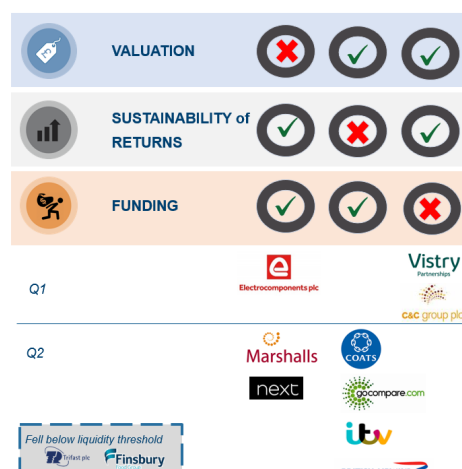 VALUATION
SUSTAINABILITY of
RETURNS
FUNDING
Electrocomponents plc
Vistry
Partnerships
C&C group plc
Q1
Q2
Marshalls
COATS
next
gocompare.com
itv
Fell below liquidity threshold
Trifast plc
Finsbury